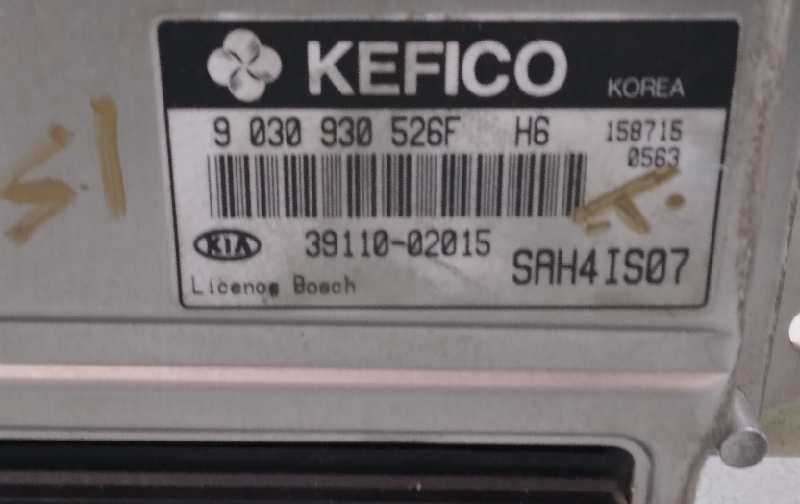 KEFICO KOREA
9 030 930 526F H6 158715
0563
KIA 39110-02015
SAH4IS07
Licence Bosch